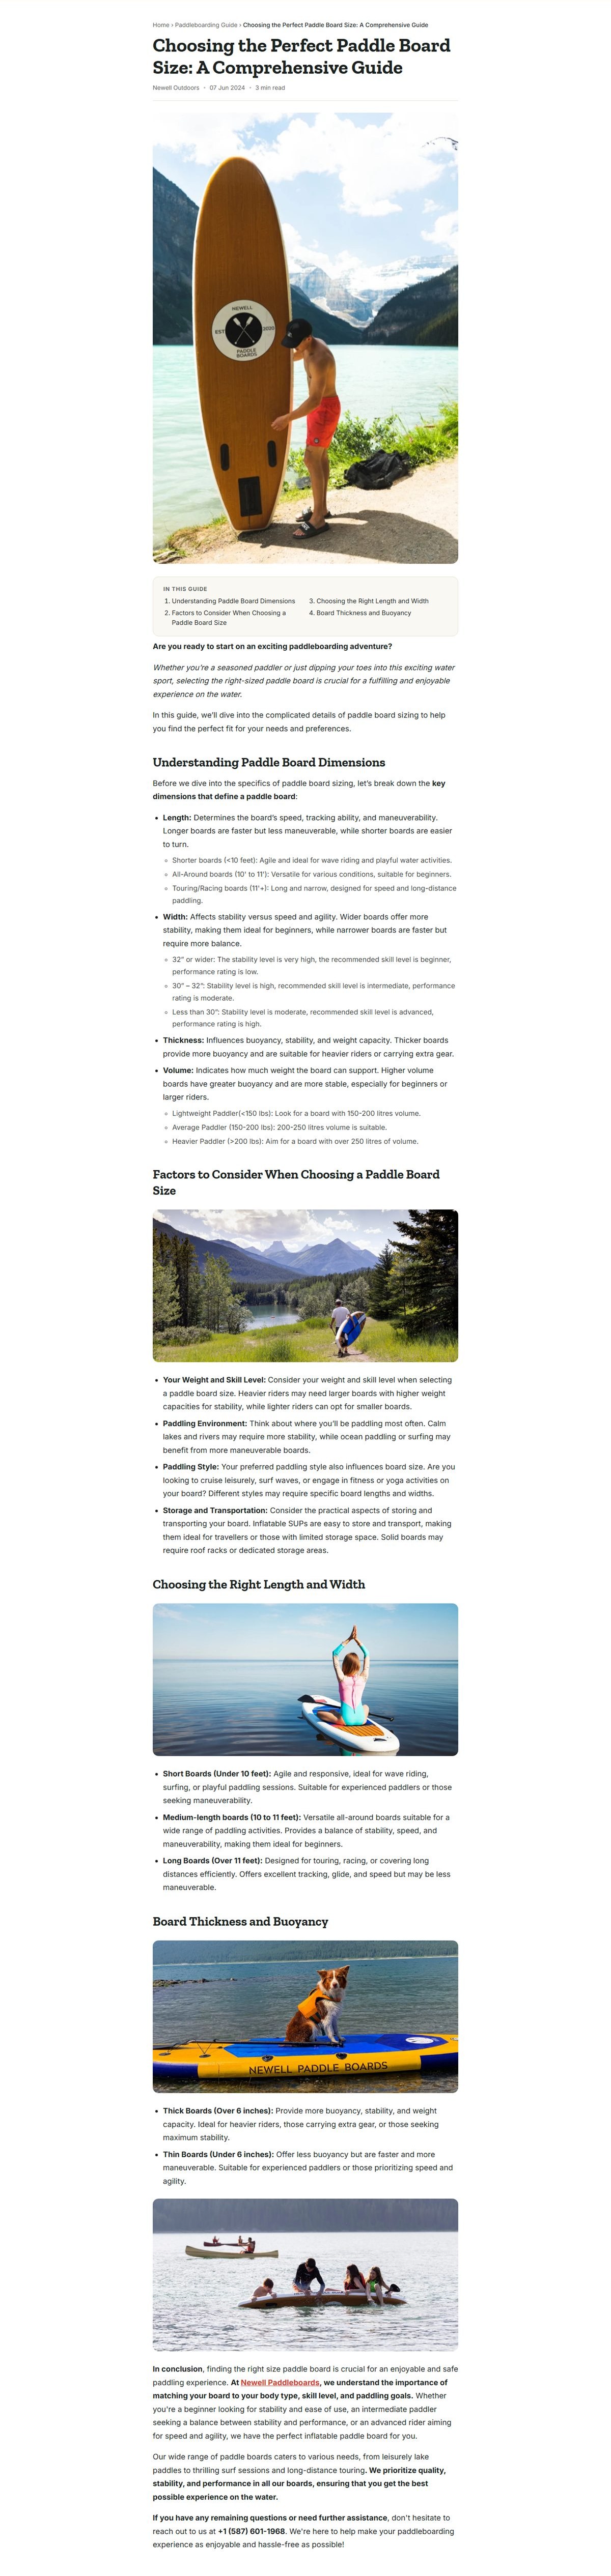 Home › Paddleboarding Guide › Choosing the Perfect Paddle Board Size: A Comprehensive Guide
Choosing the Perfect Paddle Board
Size: A Comprehensive Guide
Newell Outdoors • 07 Jun 2024 • 3 min read
NEWELL
EST 2020
PADDLE
BOARDS
IN THIS GUIDE
1. Understanding Paddle Board Dimensions
2. Factors to Consider When Choosing a
Paddle Board Size
3. Choosing the Right Length and Width
4. Board Thickness and Buoyancy
Are you ready to start on an exciting paddleboarding adventure?
Whether you're a seasoned paddler or just dipping your toes into this exciting water
sport, selecting the right-sized paddle board is crucial for a fulfilling and enjoyable
experience on the water.
In this guide, we'll dive into the complicated details of paddle board sizing to help
you find the perfect fit for your needs and preferences.
Understanding Paddle Board Dimensions
Before we dive into the specifics of paddle board sizing, let's break down the key
dimensions that define a paddle board:
• Length: Determines the board's speed, tracking ability, and maneuverability.
Longer boards are faster but less maneuverable, while shorter boards are easier
to turn.
Shorter boards (<10 feet): Agile and ideal for wave riding and playful water activities.
All-Around boards (10' to 11'): Versatile for various conditions, suitable for beginners.
Touring/Racing boards (11'+): Long and narrow, designed for speed and long-distance
paddling.
• Width: Affects stability versus speed and agility. Wider boards offer more
stability, making them ideal for beginners, while narrower boards are faster but
require more balance.
32" or wider: The stability level is very high, the recommended skill level is beginner,
performance rating is low.
30" – 32": Stability level is high, recommended skill level is intermediate, performance
rating is moderate.
Less than 30": Stability level is moderate, recommended skill level is advanced,
performance rating is high.
• Thickness: Influences buoyancy, stability, and weight capacity. Thicker boards
provide more buoyancy and are suitable for heavier riders or carrying extra gear.
• Volume: Indicates how much weight the board can support. Higher volume
boards have greater buoyancy and are more stable, especially for beginners or
larger riders.
Lightweight Paddler(<150 lbs): Look for a board with 150-200 litres volume.
Average Paddler (150-200 lbs): 200-250 litres volume is suitable.
Heavier Paddler (>200 lbs): Aim for a board with over 250 litres of volume.
Factors to Consider When Choosing a Paddle Board
Size
• Your Weight and Skill Level: Consider your weight and skill level when selecting
a paddle board size. Heavier riders may need larger boards with higher weight
capacities for stability, while lighter riders can opt for smaller boards.
• Paddling Environment: Think about where you'll be paddling most often. Calm
lakes and rivers may require more stability, while ocean paddling or surfing may
benefit from more maneuverable boards.
• Paddling Style: Your preferred paddling style also influences board size. Are you
looking to cruise leisurely, surf waves, or engage in fitness or yoga activities on
your board? Different styles may require specific board lengths and widths.
• Storage and Transportation: Consider the practical aspects of storing and
transporting your board. Inflatable SUPs are easy to store and transport, making
them ideal for travellers or those with limited storage space. Solid boards may
require roof racks or dedicated storage areas.
Choosing the Right Length and Width
• Short Boards (Under 10 feet): Agile and responsive, ideal for wave riding,
surfing, or playful paddling sessions. Suitable for experienced paddlers or those
seeking maneuverability.
• Medium-length boards (10 to 11 feet): Versatile all-around boards suitable for a
wide range of paddling activities. Provides a balance of stability, speed, and
maneuverability, making them ideal for beginners.
• Long Boards (Over 11 feet): Designed for touring, racing, or covering long
distances efficiently. Offers excellent tracking, glide, and speed but may be less
maneuverable.
Board Thickness and Buoyancy
NEWELL PADDLE BOARDS
• Thick Boards (Over 6 inches): Provide more buoyancy, stability, and weight
capacity. Ideal for heavier riders, those carrying extra gear, or those seeking
maximum stability.
• Thin Boards (Under 6 inches): Offer less buoyancy but are faster and more
maneuverable. Suitable for experienced paddlers or those prioritizing speed and
agility.
In conclusion, finding the right size paddle board is crucial for an enjoyable and safe
paddling experience. At Newell Paddleboards, we understand the importance of
matching your board to your body type, skill level, and paddling goals. Whether
you're a beginner looking for stability and ease of use, an intermediate paddler
seeking a balance between stability and performance, or an advanced rider aiming
for speed and agility, we have the perfect inflatable paddle board for you.
Our wide range of paddle boards caters to various needs, from leisurely lake
paddles to thrilling surf sessions and long-distance touring. We prioritize quality,
stability, and performance in all our boards, ensuring that you get the best
possible experience on the water.
If you have any remaining questions or need further assistance, don't hesitate to
reach out to us at +1 (587) 601-1968. We're here to help make your paddleboarding
experience as enjoyable and hassle-free as possible!